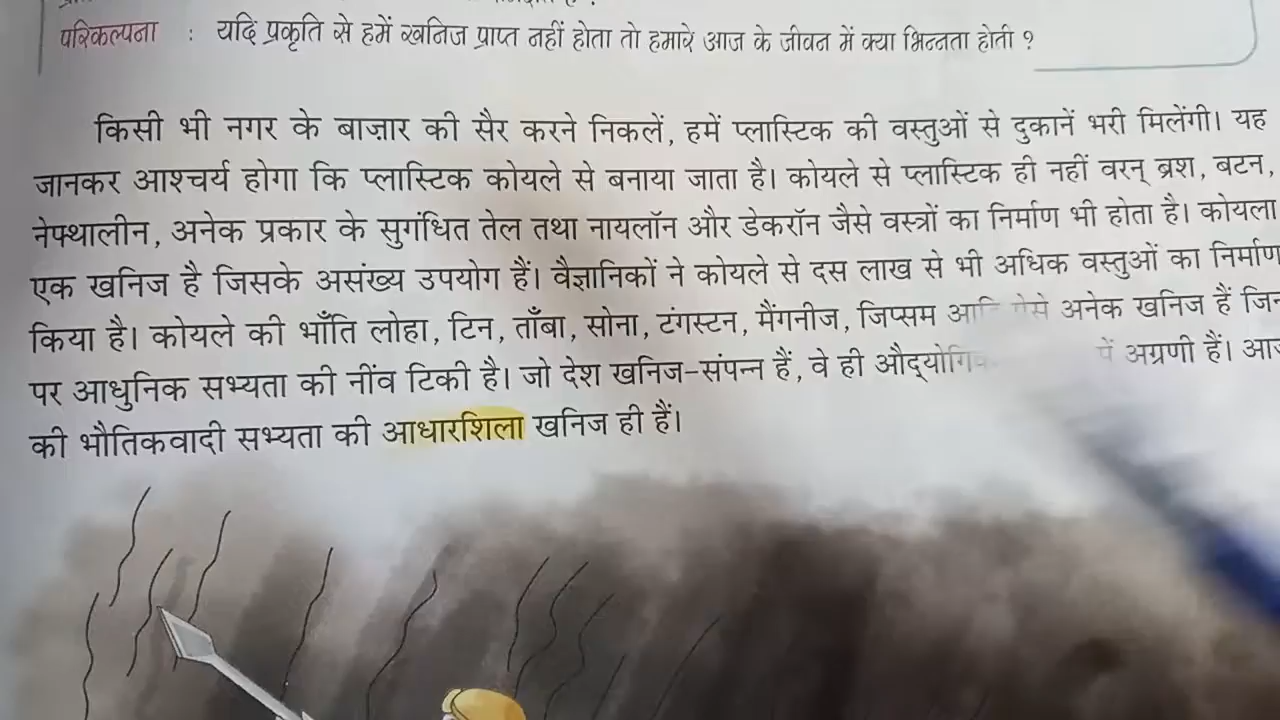 परिकल्पना : यदि प्रकृति से हमें खनिज प्राप्त नहीं होता तो हमारे आज के जीवन में क्या भिन्नता होती ?
किसी भी नगर के बाज़ार की सैर करने निकलें, हमें प्लास्टिक की वस्तुओं से दुकानें भरी मिलेंगी। यह
जानकर आश्चर्य होगा कि प्लास्टिक कोयले से बनाया जाता है। कोयले से प्लास्टिक ही नहीं वरन् ब्रश, बटन,
नेफ्थालीन, अनेक प्रकार के सुगंधित तेल तथा नायलॉन और डेकरॉन जैसे वस्त्रों का निर्माण भी होता है। कोयला
एक खनिज है जिसके असंख्य उपयोग हैं। वैज्ञानिकों ने कोयले से दस लाख से भी अधिक वस्तुओं का निर्माण
किया है। कोयले की भाँति लोहा, टिन, ताँबा, सोना, टंगस्टन, मैंगनीज, जिप्सम अनेक खनिज हैं
पर आधुनिक सभ्यता की नींव टिकी है। जो देश खनिज-संपन्न हैं, वे ही अग्रणी हैं।
की भौतिकवादी सभ्यता की आधारशिला खनिज ही हैं।